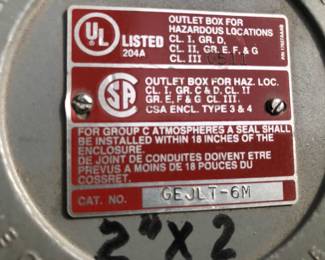 OUTLET BOX FOR
HAZARDOUS LOCATIONS
CL. I, GR. D,
CL. II, GR. E, F, & G
CL. III
UL
LISTED
204A
SA
OUTLET BOX FOR HAZ. LOC.
CL. I, GR. C & D, CL. II
GR. E, F & G CL. III.
CSA ENCL. TYPE 3 & 4
FOR GROUP C ATMOSPHERES A SEAL SHALL
BE INSTALLED WITHIN 18 INCHES OF THE
ENCLOSURE.
DE JOINT DE CONDUITES DOIVENT ETRE
PRÉVUS A MOINS DE 18 POUCES DU
COSSRET.
CAT. NO. GEJLT-6M
2" X 2